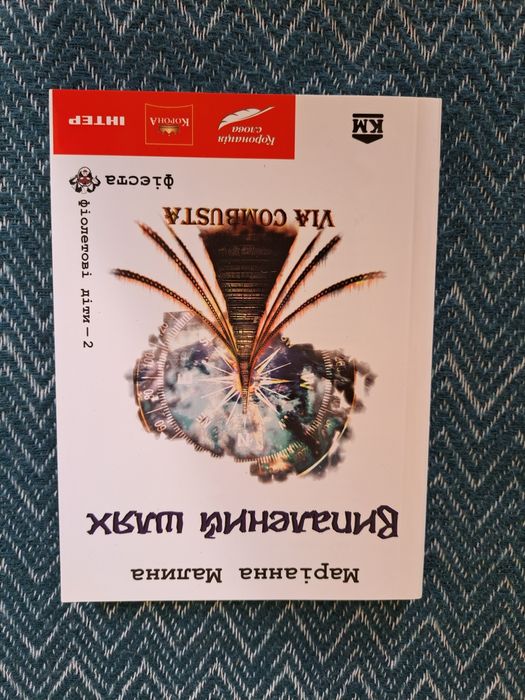 Маріанна Малина
Випалений шлях
VIA COMBUSTA
фіолетові діти – 2
фієста
КМ
Коронація
слова
КОРОНА
ІНТЕР
N